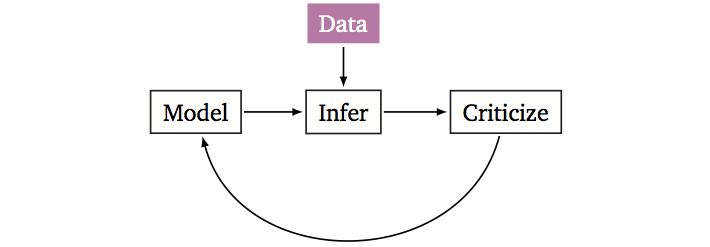 Data
Model
Infer
Criticize